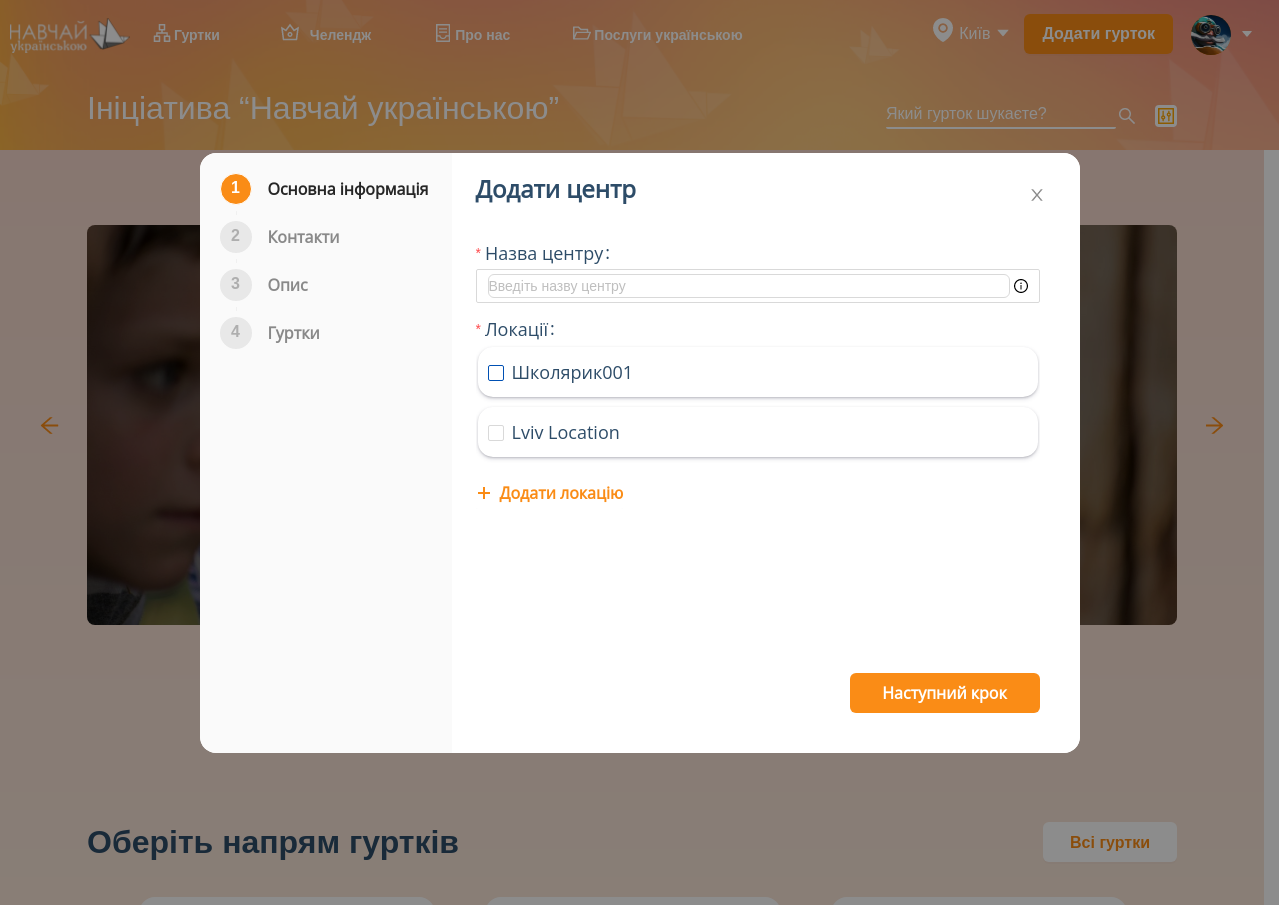 НАВЧАЙ
українською
Гуртки
Челендж
Про нас
Послуги українською
Київ
Додати гурток
Ініціатива “Навчай українською”
Який гурток шукаєте?
1 Основна інформація
2 Контакти
3 Опис
4 Гуртки
Додати центр
* Назва центру:
Введіть назву центру
* Локації:
Школярик001
Lviv Location
+ Додати локацію
Наступний крок
Оберіть напрям гуртків
Всі гуртки